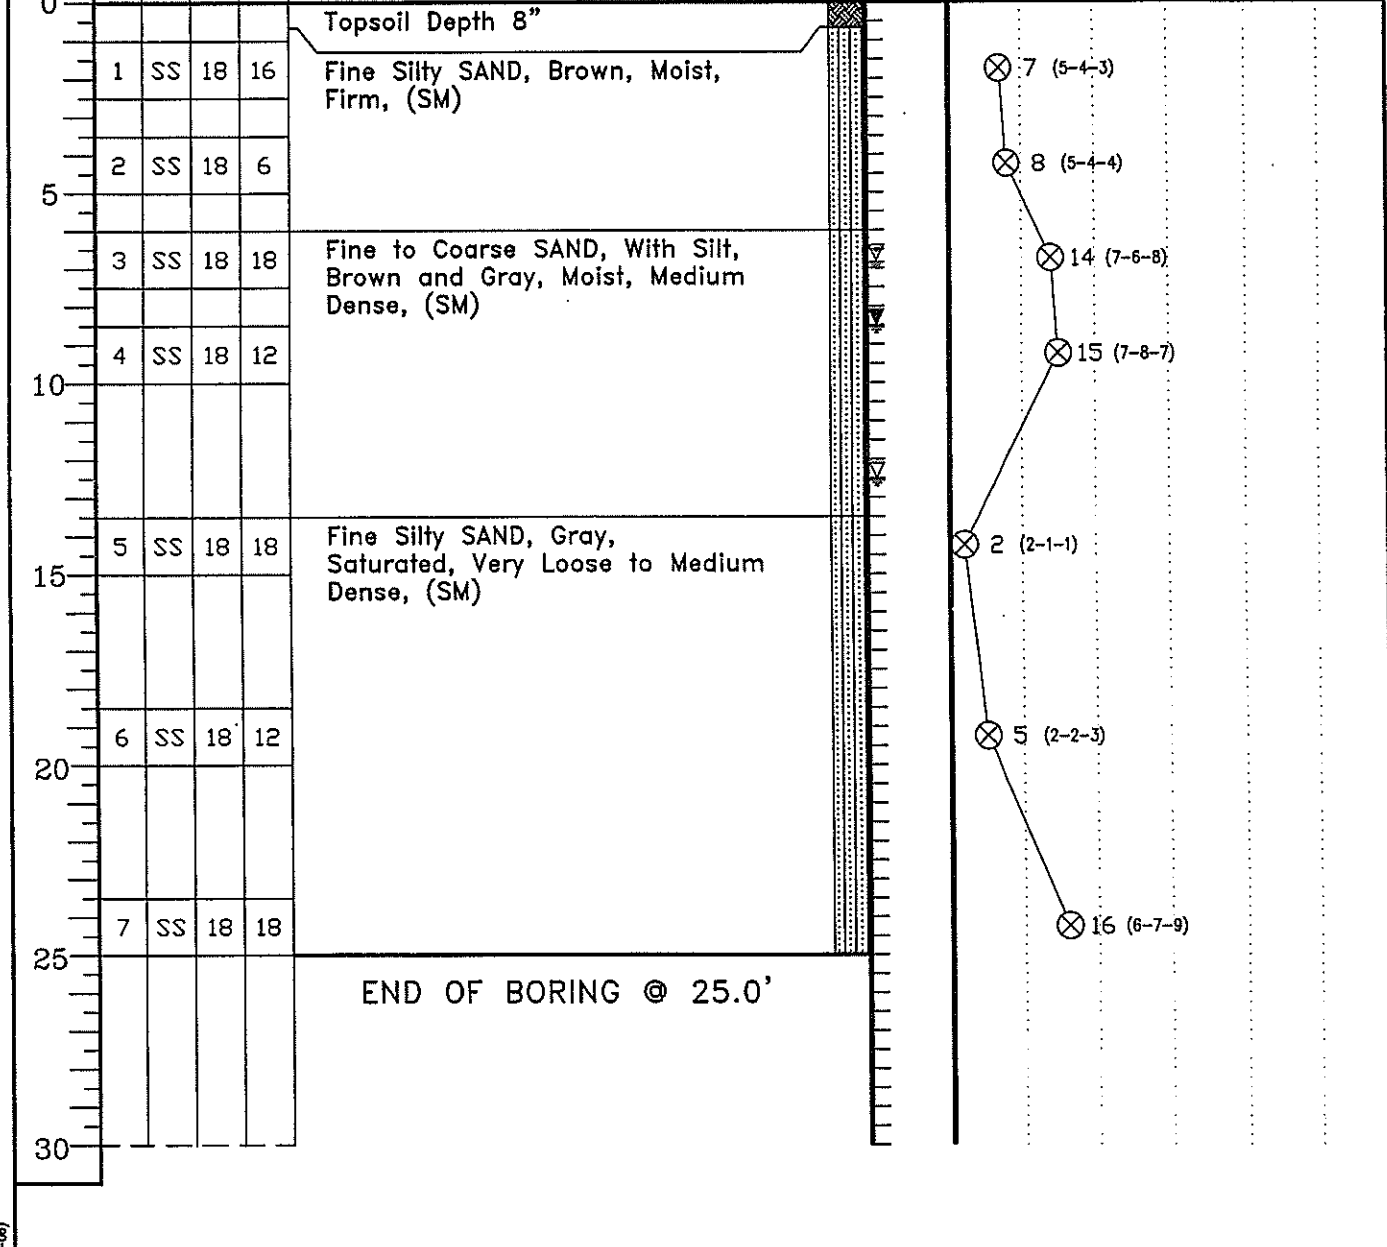 0
Topsoil Depth 8”
1 SS 18 16
Fine Silty SAND, Brown, Moist,
Firm, (SM)
7 (5-4-3)
2 SS 18 6
8 (5-4-4)
5
3 SS 18 18
Fine to Coarse SAND, With Silt,
Brown and Gray, Moist, Medium
Dense, (SM)
14 (7-6-8)
4 SS 18 12
15 (7-8-7)
10
5 SS 18 18
Fine Silty SAND, Gray,
Saturated, Very Loose to Medium
Dense, (SM)
2 (2-1-1)
15
6 SS 18 12
5 (2-2-3)
20
7 SS 18 18
16 (6-7-9)
25
END OF BORING @ 25.0'
30